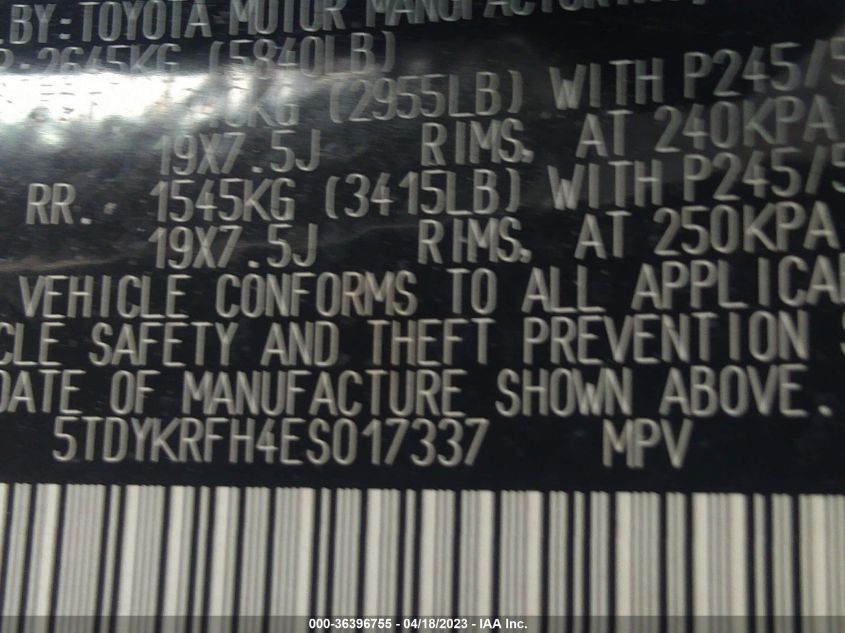 BY: TOYOTA MOTOR
2645KG (5840LB)
KG (2955LB) WITH P245/5
19X7.5J RIMS, AT 240KPA
RR. 1545KG (3415LB) WITH P245/5
19X7.5J RIMS, AT 250KPA
VEHICLE CONFORMS TO ALL APPLICA
CLE SAFETY AND THEFT PREVENTION S
DATE OF MANUFACTURE SHOWN ABOVE.
5TDYKRFH4ES017337 MPV
000-36396755 - 04/18/2023 - IAA Inc.